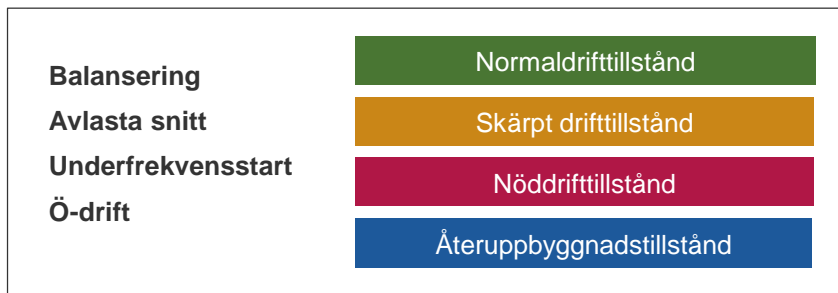 Balansering
Avlasta snitt
Underfrekvensstart
Ö-drift
Normaldrifttillstånd
Skärpt drifttillstånd
Nöddrifttillstånd
Återuppbyggnadstillstånd